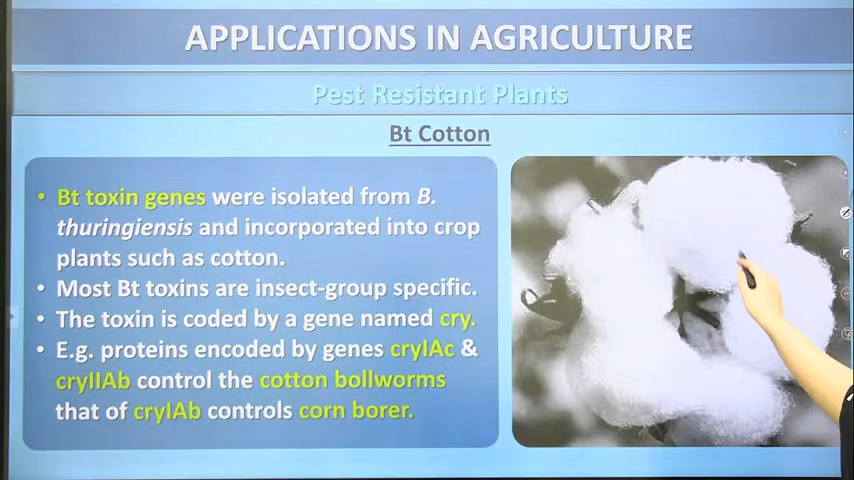 APPLICATIONS IN AGRICULTURE
Pest Resistant Plants
Bt Cotton
• Bt toxin genes were isolated from B.
thuringiensis and incorporated into crop
plants such as cotton.
• Most Bt toxins are insect-group specific.
• The toxin is coded by a gene named cry.
• E.g. proteins encoded by genes cryIAc &
cryIIAb control the cotton bollworms
that of cryIAb controls corn borer.